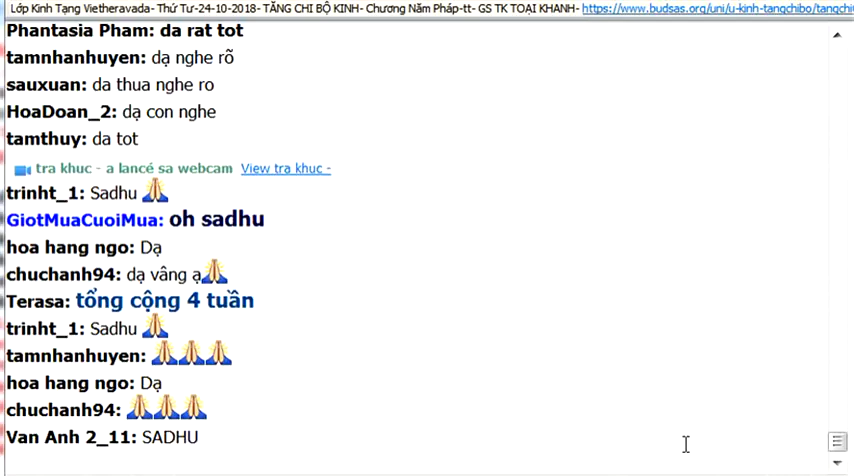 Lớp Kinh Tạng Vietheravada- Thứ Tư-24-10-2018- TĂNG CHI BỘ KINH- Chương Năm Pháp-tt- GS TK TOẠI KHANH- https://www.budsas.org/uni/u-kinh-tangchibo/tangchi
Phantasia Pham: da rat tot
tamnhanhuyen: dạ nghe rõ
sauxuan: da thua nghe ro
HoaDoan_2: dạ con nghe
tamthuy: da tot
tra khuc - a lancé sa webcam View tra khuc -
trinht_1: Sadhu 🙏
GiotMuaCuoiMua: oh sadhu
hoa hang ngo: Dạ
chuchanh94: dạ vâng ạ🙏
Terasa: tổng cộng 4 tuần
trinht_1: Sadhu 🙏
tamnhanhuyen: 🙏🙏🙏
hoa hang ngo: Dạ
chuchanh94: 🙏🙏🙏
Van Anh 2_11: SADHU